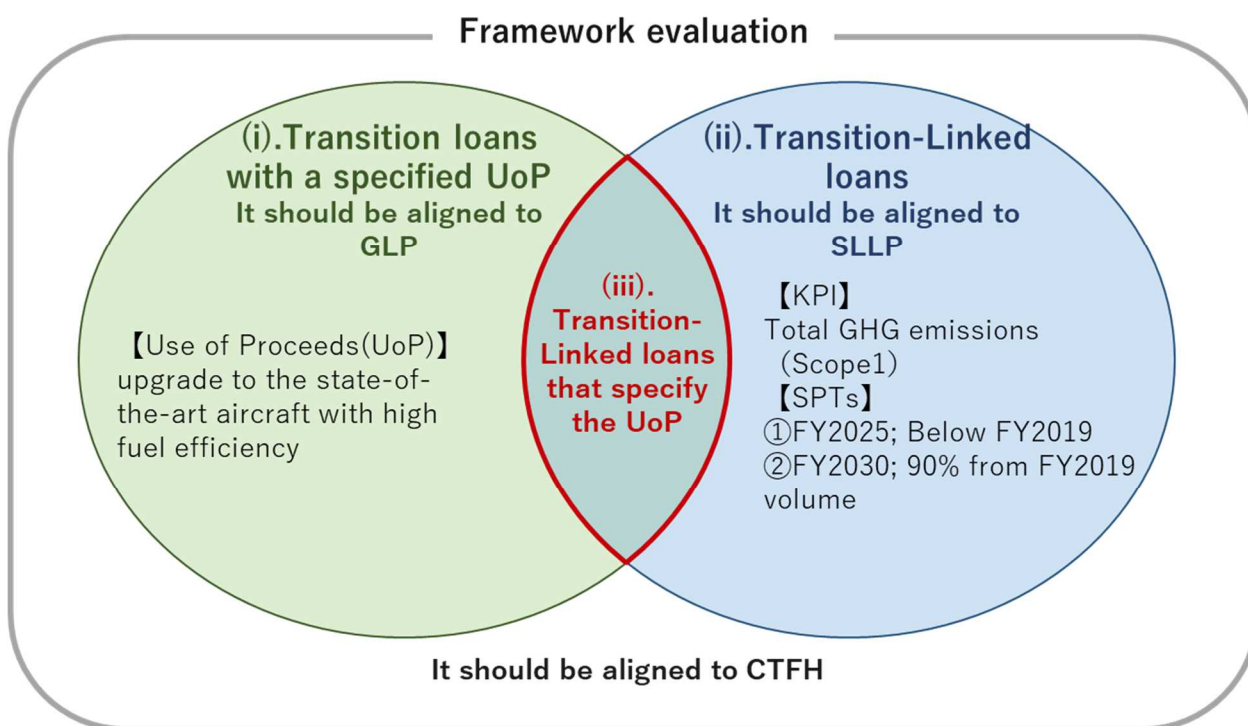 Framework evaluation
(i).Transition loans
with a specified UoP
It should be aligned to
GLP
【Use of Proceeds(UoP)】
upgrade to the state-of-
the-art aircraft with high
fuel efficiency
(iii).
Transition-
Linked loans
that specify
the UoP
(ii).Transition-Linked
loans
It should be aligned to
SLLP
【KPI】
Total GHG emissions
(Scope1)
【SPTs】
①FY2025; Below FY2019
②FY2030; 90% from FY2019
volume
It should be aligned to CTFH